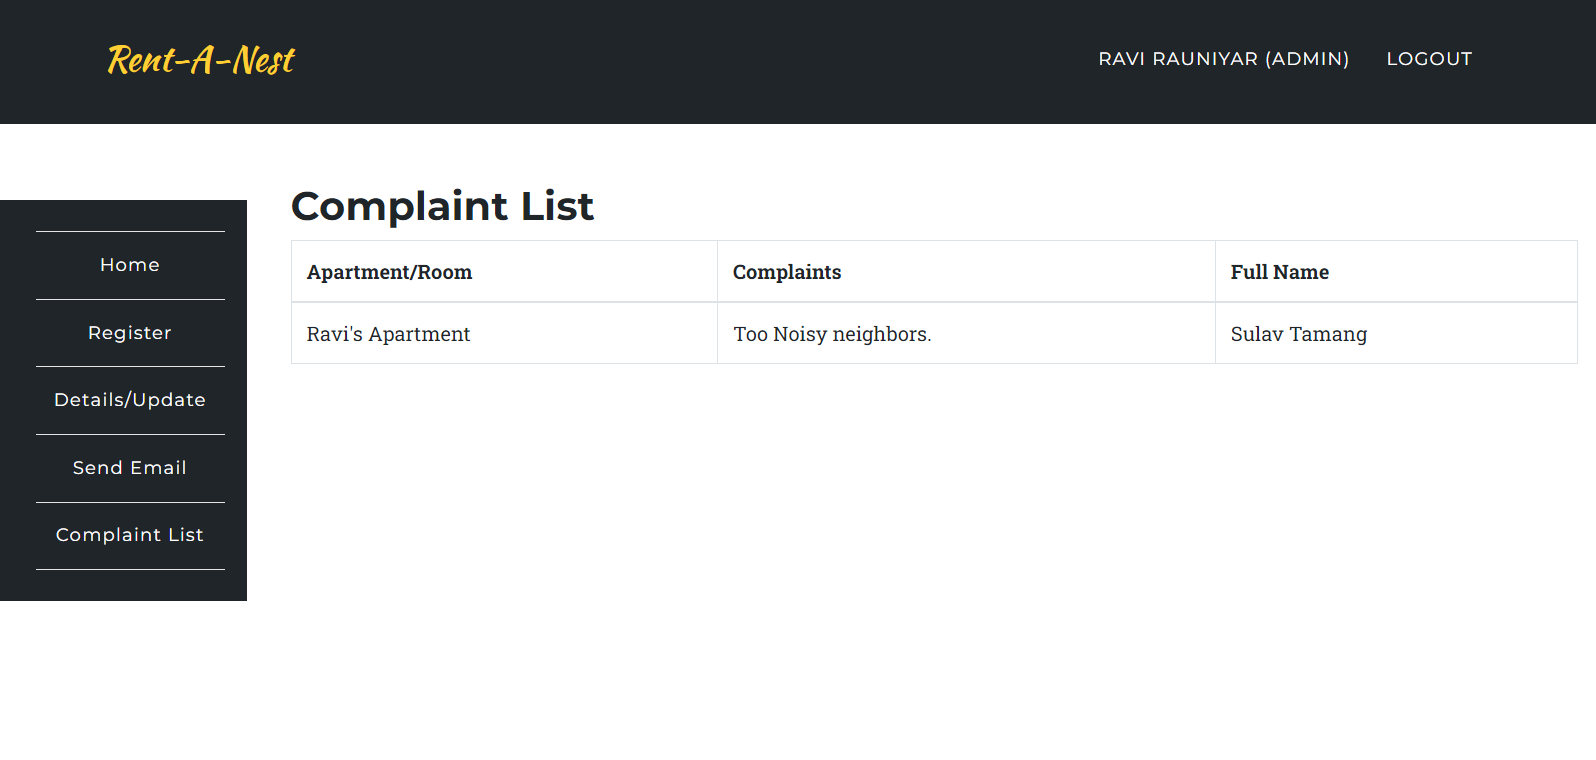 Rent-A-Nest
RAVI RAUNIYAR (ADMIN) LOGOUT
Home
Register
Details/Update
Send Email
Complaint List
Complaint List
Apartment/Room Complaints Full Name
Ravi's Apartment Too Noisy neighbors. Sulav Tamang